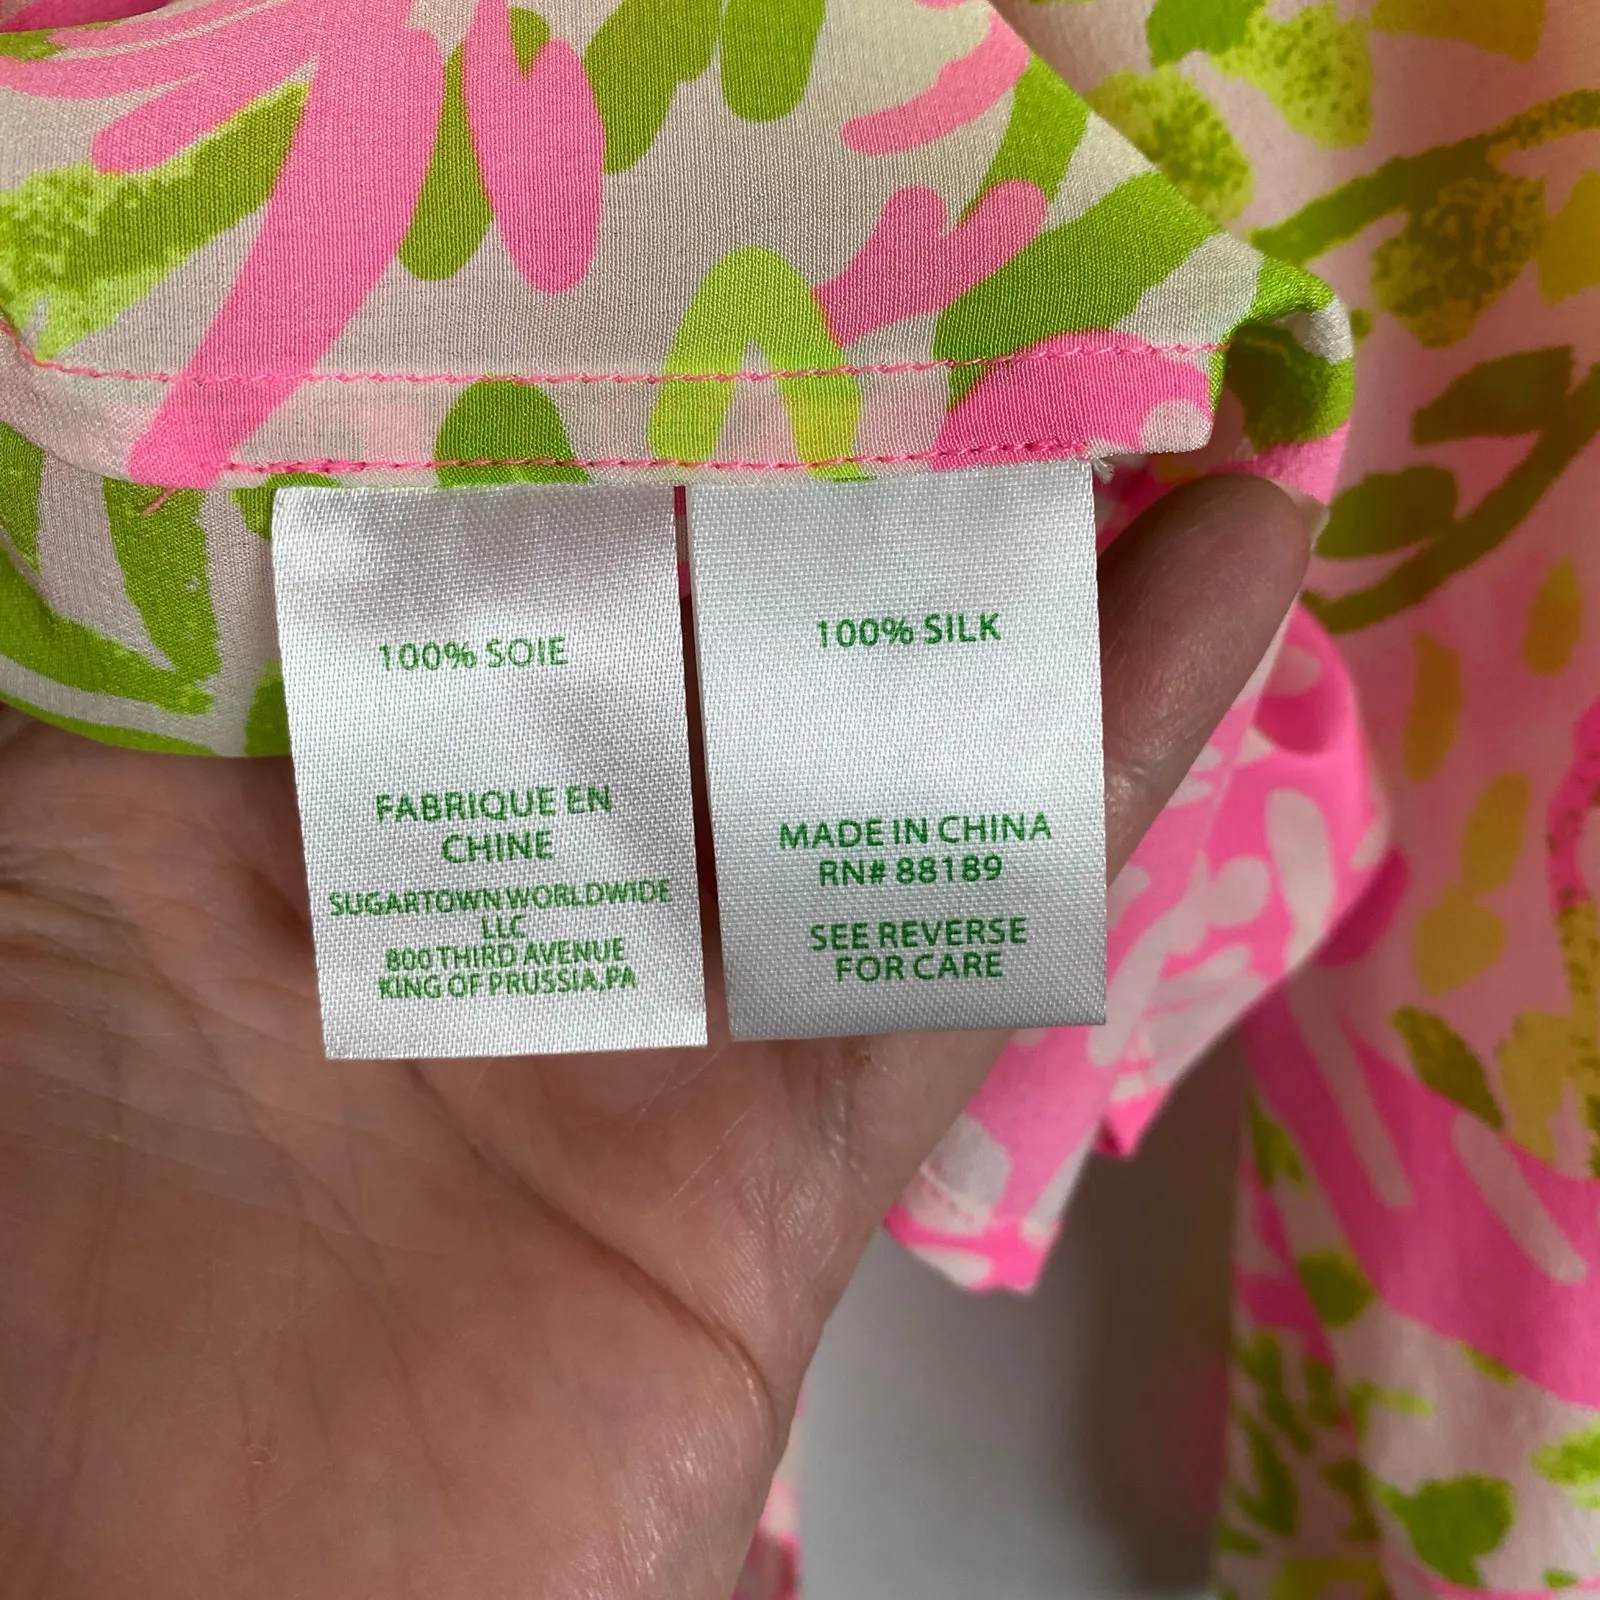 100% SOIE
FABRIQUE EN
CHINE
SUGARTOWN WORLDWIDE
LLC
800 THIRD AVENUE
KING OF PRUSSIA, PA
100% SILK
MADE IN CHINA
RN# 88189
SEE REVERSE
FOR CARE